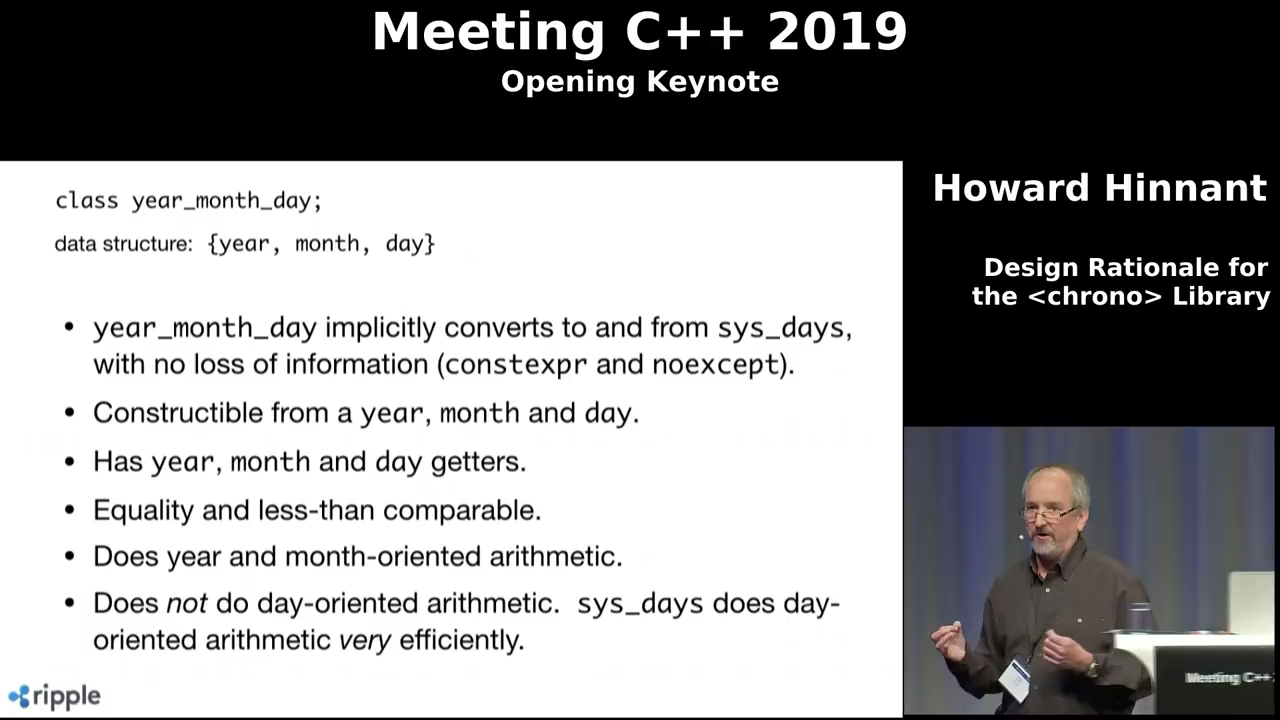 Meeting C++ 2019
Opening Keynote
class year_month_day;
data structure: {year, month, day}
• year_month_day implicitly converts to and from sys_days,
with no loss of information (constexpr and noexcept).
• Constructible from a year, month and day.
• Has year, month and day getters.
• Equality and less-than comparable.
• Does year and month-oriented arithmetic.
• Does not do day-oriented arithmetic. sys_days does day-
oriented arithmetic very efficiently.
ripple
Howard Hinnant
Design Rationale for
the <chrono> Library
Meeting C++